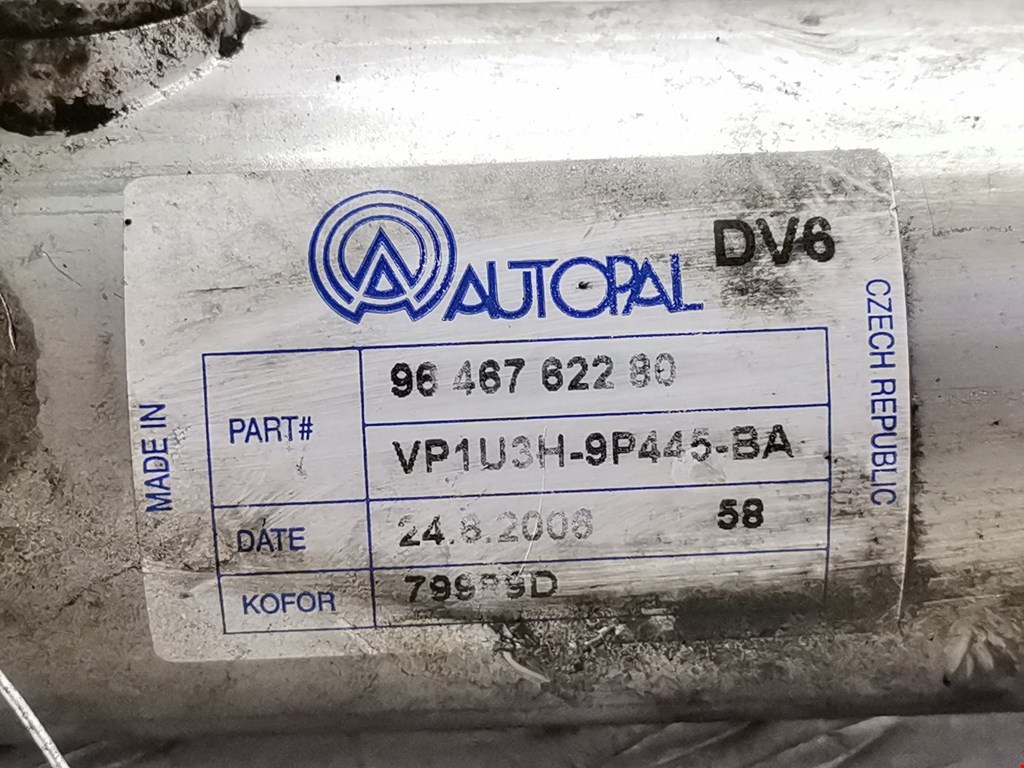 AUTOPAL
DV6
MADE IN
CZECH REPUBLIC
PART#
96 467 622 80
VP1U3H-9P445-BA
DATE
58
KOFOR